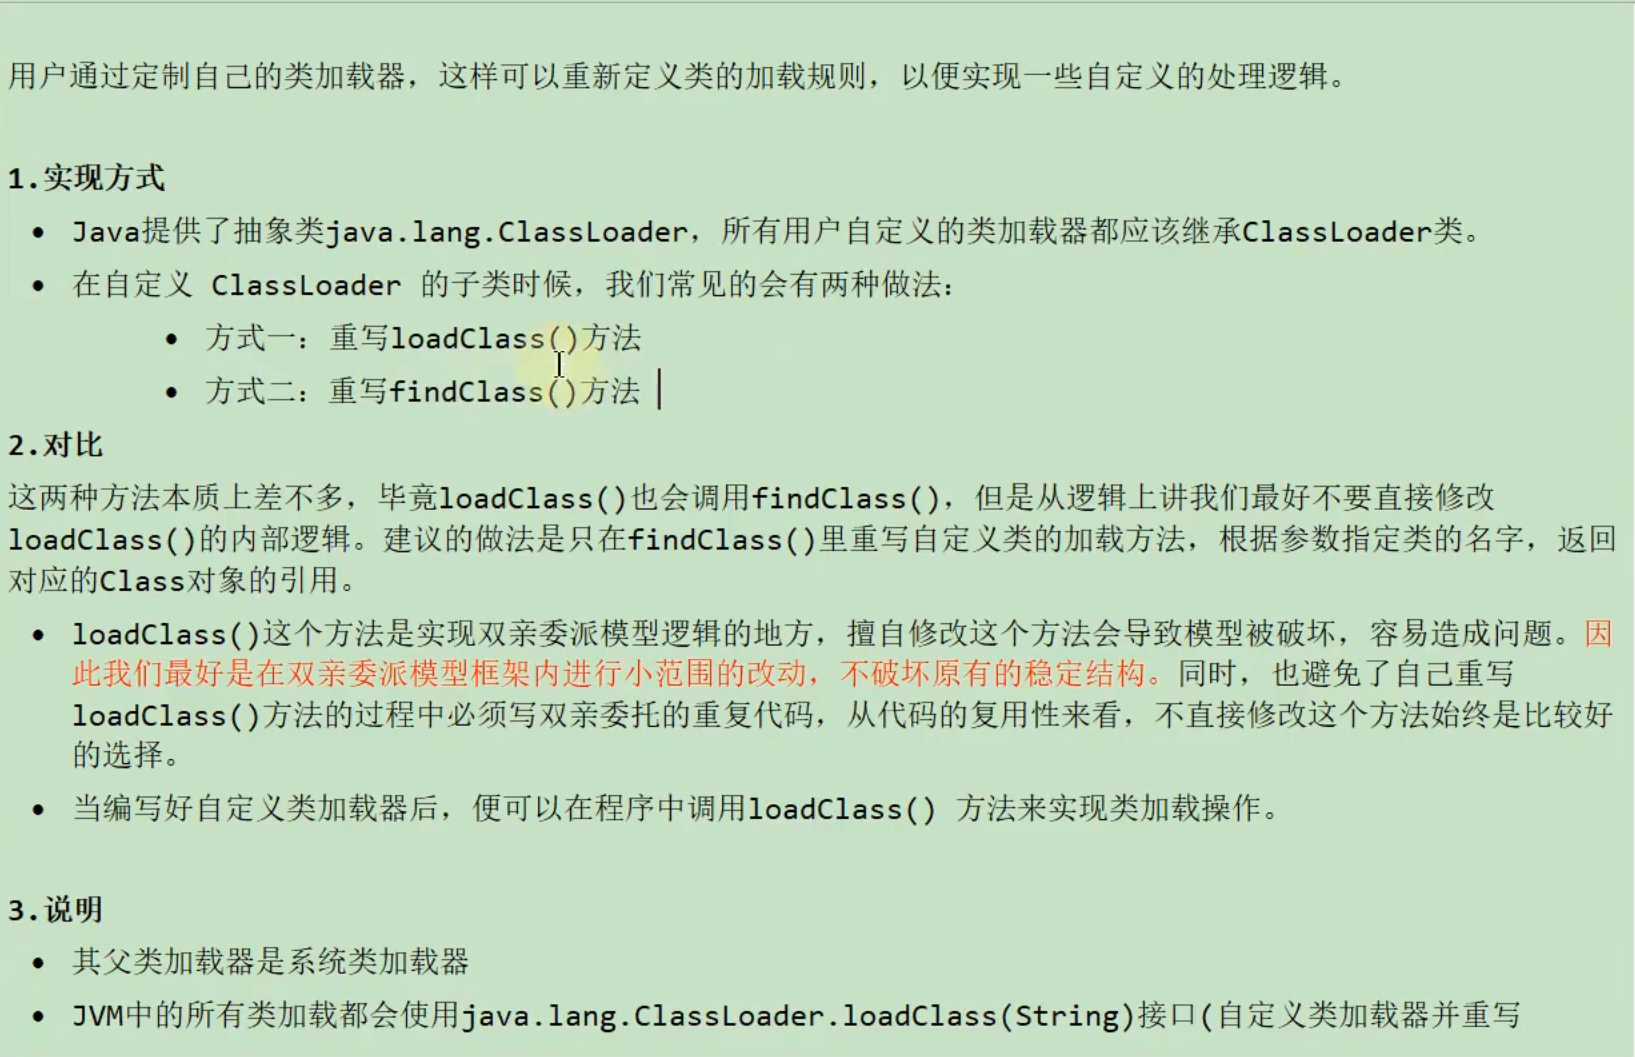 用户通过定制自己的类加载器，这样可以重新定义类的加载规则，以便实现一些自定义的处理逻辑。
1.实现方式
• Java提供了抽象类java.lang.ClassLoader，所有用户自定义的类加载器都应该继承ClassLoader类。
• 在自定义 ClassLoader 的子类时候，我们常见的会有两种做法：
• 方式一：重写loadClass()方法
• 方式二：重写findClass()方法
2.对比
这两种方法本质上差不多，毕竟loadClass()也会调用findClass()，但是从逻辑上讲我们最好不要直接修改
loadClass()的内部逻辑。建议的做法是只在findClass()里重写自定义类的加载方法，根据参数指定类的名字，返回
对应的Class对象的引用。
• loadClass()这个方法是实现双亲委派模型逻辑的地方，擅自修改这个方法会导致模型被破坏，容易造成问题。因
此我们最好是在双亲委派模型框架内进行小范围的改动，不破坏原有的稳定结构。同时，也避免了自己重写
loadClass()方法的过程中必须写双亲委托的重复代码，从代码的复用性来看，不直接修改这个方法始终是比较好
的选择。
• 当编写好自定义类加载器后，便可以在程序中调用loadClass() 方法来实现类加载操作。
3.说明
• 其父类加载器是系统类加载器
• JVM中的所有类加载都会使用java.lang.ClassLoader.loadClass(String)接口(自定义类加载器并重写